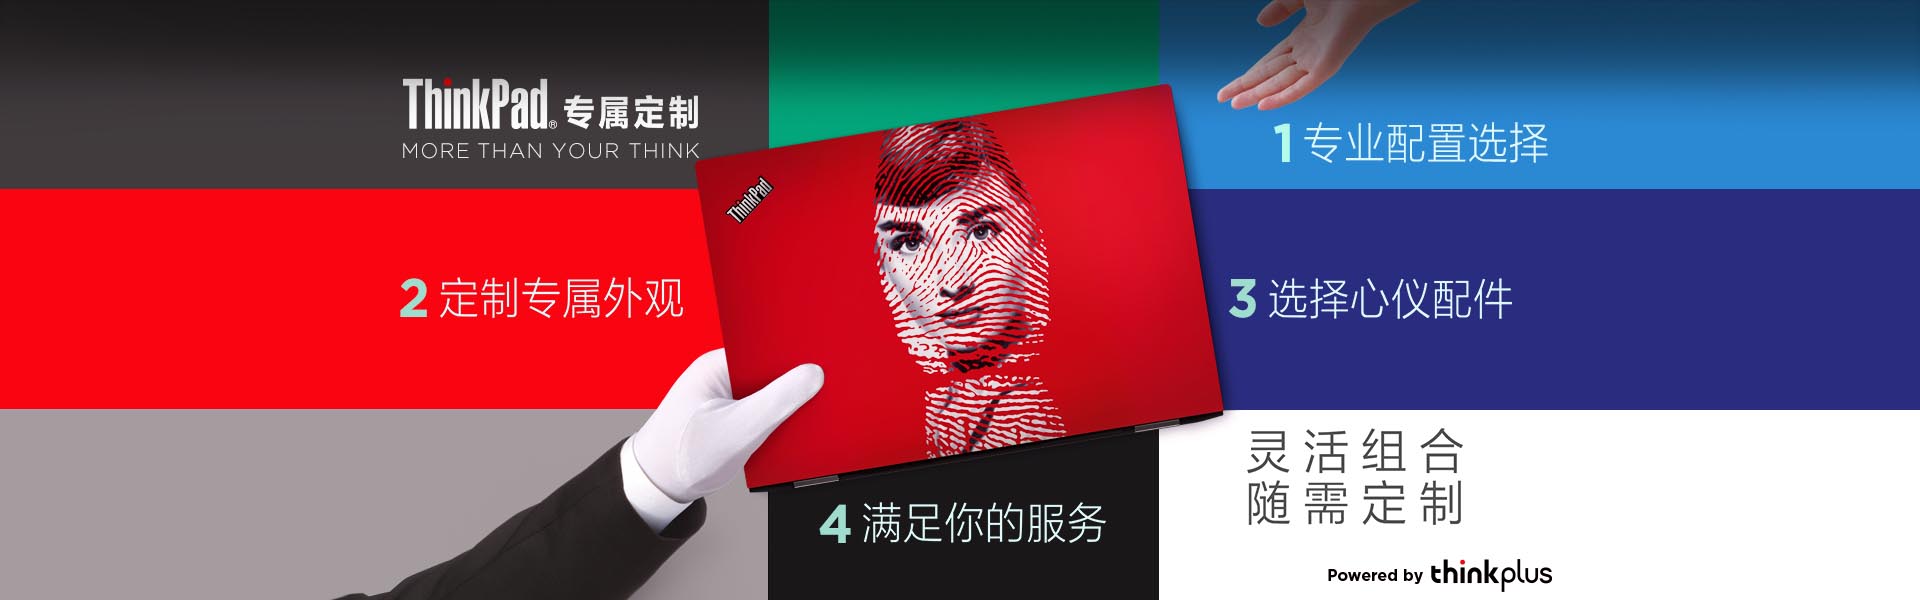 ThinkPad® 专属定制
MORE THAN YOUR THINK
1 专业配置选择
ThinkPad
2 定制专属外观
3 选择心仪配件
4 满足你的服务
灵活组合
随需定制
Powered by thinkplus